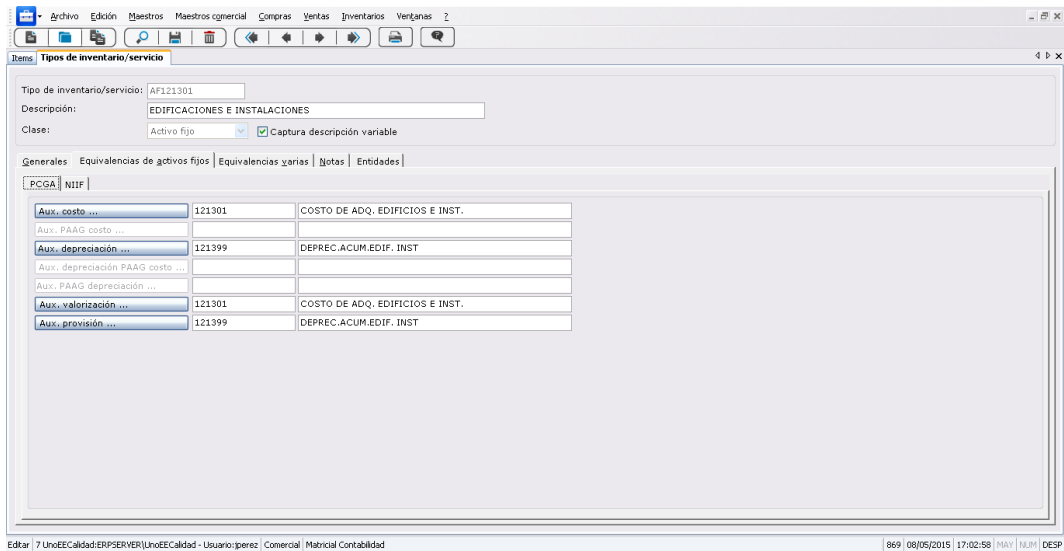 Archivo Edición Maestros Maestros comercial Compras Ventas Inventarios Ventanas ?
Items Tipos de inventario/servicio
Tipo de inventario/servicio: AF121301
Descripción: EDIFICACIONES E INSTALACIONES
Clase: Activo fijo Captura descripción variable
Generales Equivalencias de activos fijos Equivalencias varias Notas Entidades
PCGA NIIF
Aux. costo ... 121301 COSTO DE ADQ. EDIFICIOS E INST.
Aux. PAAG costo ...
Aux. depreciación ... 121399 DEPREC.ACUM.EDIF. INST
Aux. depreciación PAAG costo ...
Aux. PAAG depreciación ...
Aux. valorización ... 121301 COSTO DE ADQ. EDIFICIOS E INST.
Aux. provisión ... 121399 DEPREC.ACUM.EDIF. INST
Editar 7 UnoEECalidad:ERPSERVER\UnoEECalidad - Usuario:jperez Comercial Matricial Contabilidad 869 08/05/2015 17:02:58 MAY NUM DESP